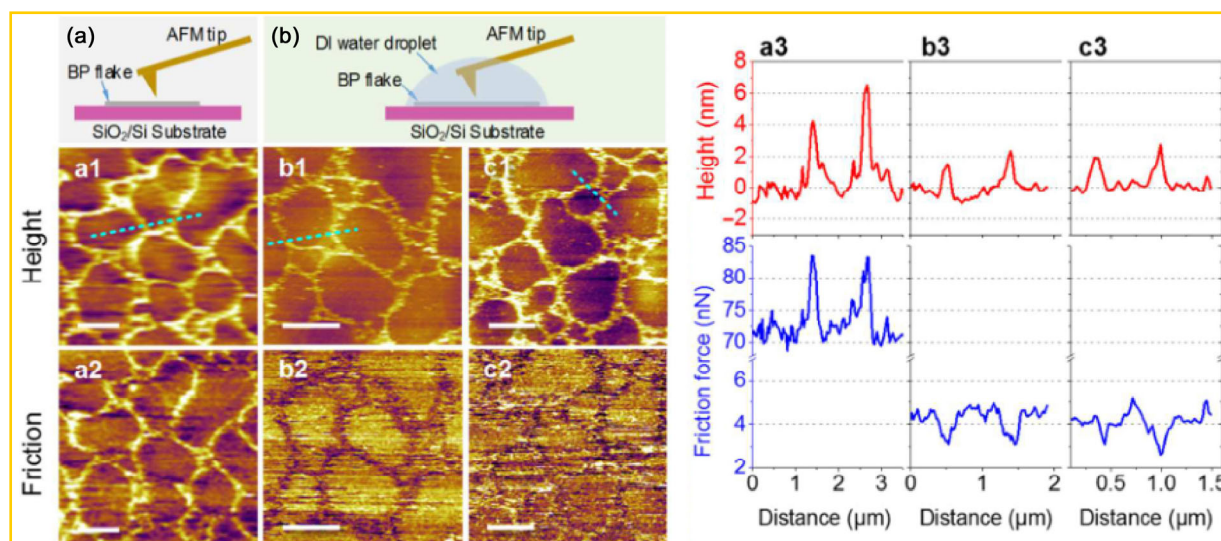 (a)
AFM tip
BP flake
SiO2/Si Substrate
(b)
DI water droplet
AFM tip
BP flake
SiO2/Si Substrate
Height
a1
b1
c1
Friction
a2
b2
c2
a3
b3
c3
Height (nm)
8
6
4
2
0
−2
Friction force (nN)
85
80
75
70
6
4
2
0 1 2 3
0 1 2
0.5 1.0 1.5
Distance (μm)
Distance (μm)
Distance (μm)